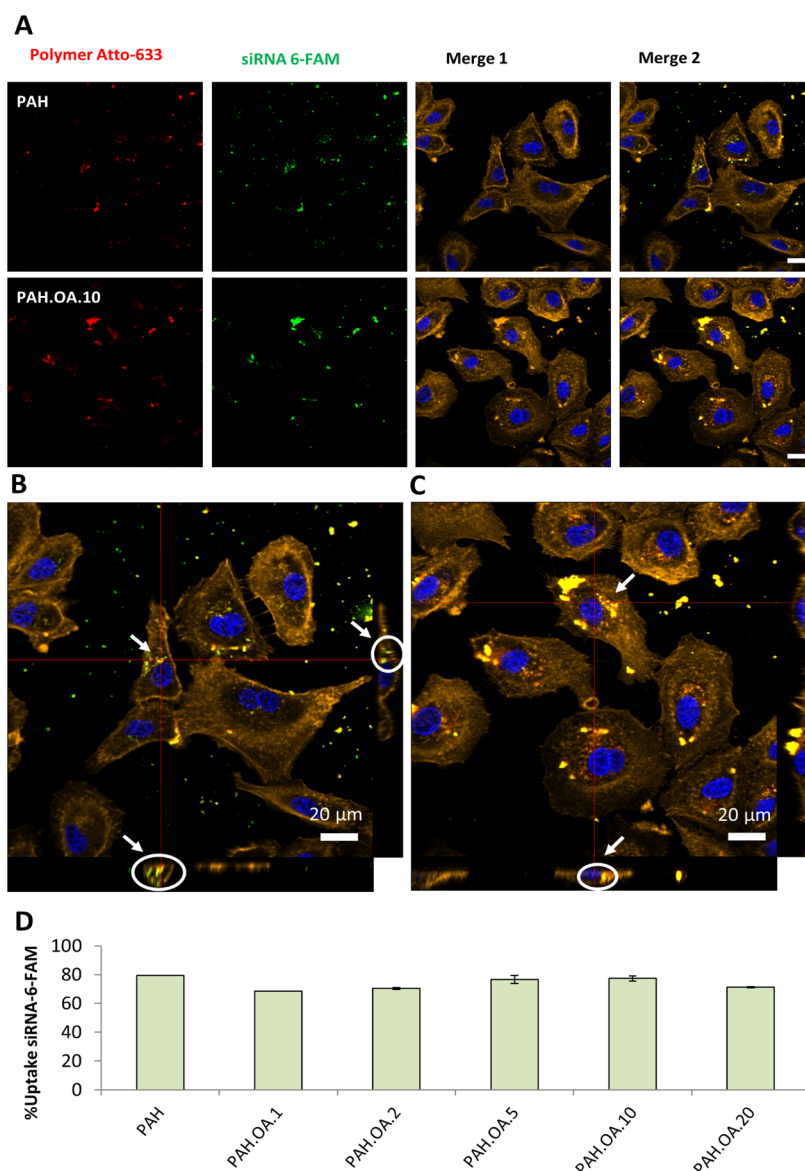 A
Polymer Atto-633 siRNA 6-FAM Merge 1 Merge 2
PAH
PAH.OA.10
B
C
20 µm
20 µm
D
%Uptake siRNA-6-FAM
100
80
60
40
20
0
PAH
PAH.OA.1
PAH.OA.2
PAH.OA.5
PAH.OA.10
PAH.OA.20